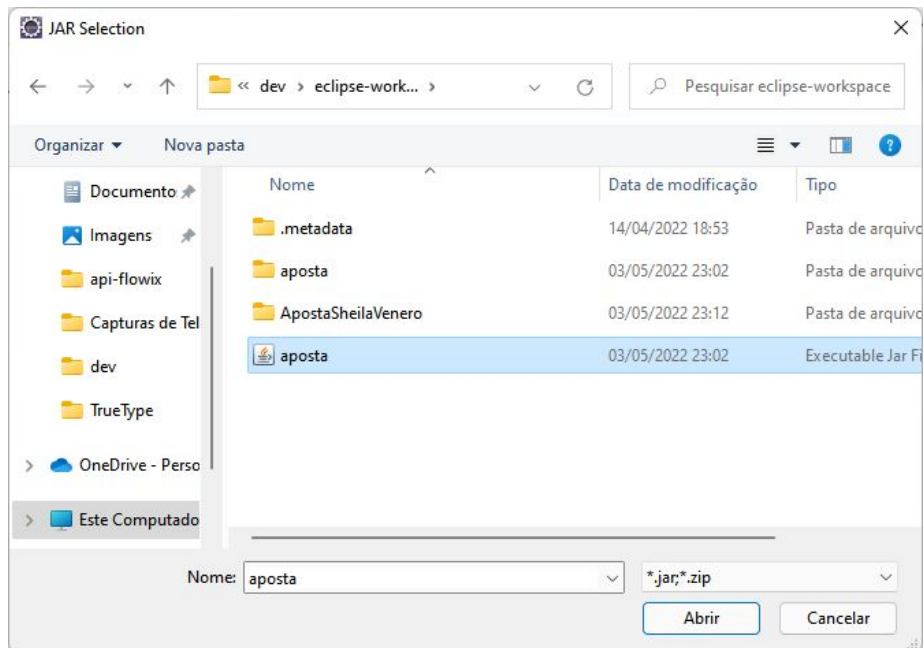 JAR Selection
« dev › eclipse-work... ›
Pesquisar eclipse-workspace
Organizar
Nova pasta
Documento
Imagens
api-flowix
Capturas de Tel
dev
TrueType
OneDrive - Perso
Este Computado
Nome Data de modificação Tipo
.metadata 14/04/2022 18:53 Pasta de arquivo
aposta 03/05/2022 23:02 Pasta de arquivo
ApostaSheilaVenero 03/05/2022 23:12 Pasta de arquivo
aposta 03/05/2022 23:02 Executable Jar Fi
Nome: aposta *.jar;*.zip
Abrir Cancelar